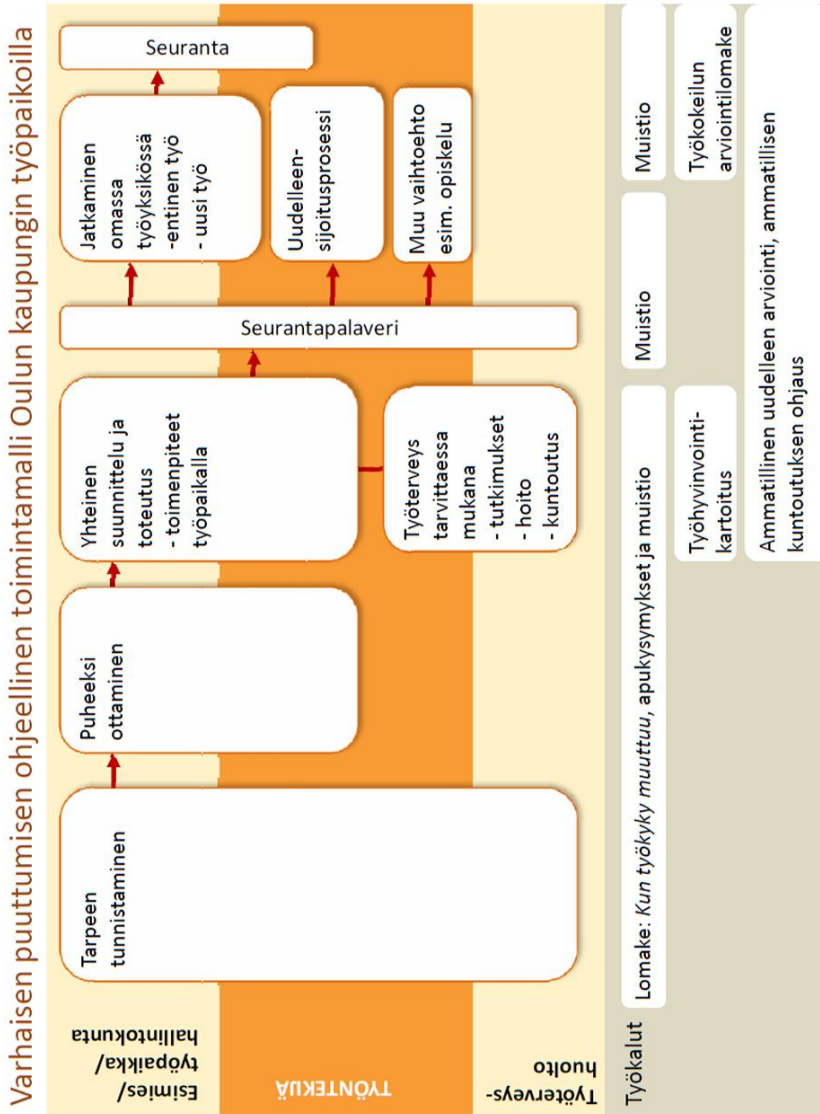 Varhaisen puuttumisen ohjeellinen toimintamalli Oulun kaupungin työpaikoilla
Esimies/
työpaikka/
hallintokunta
TYÖNTEKIJÄ
Työterveys-
huolto
Tarpeen
tunnistaminen
Puheeksi
ottaminen
Yhteinen
suunnittelu ja
toteutus
- toimenpiteet
työpaikalla
Työterveys
tarvittaessa
mukana
- tutkimukset
- hoito
- kuntoutus
Seurantapalaveri
Jatkaminen
omassa
työyksikössä
-entinen työ
- uusi työ
Uudelleen-
sijoitusprosessi
Muu vaihtoehto
esim. opiskelu
Seuranta
Työkalut
Lomake: Kun työkyky muuttuu, apukysymykset ja muistio
Muistio
Muistio
Työhyvinvointi-
kartoitus
Työkokeilun
arviointilomake
Ammatillinen uudelleen arviointi, ammatillisen
kuntoutuksen ohjaus